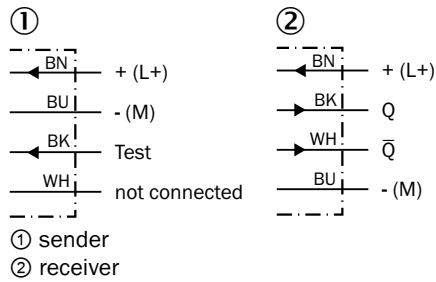 ① ②
BN + (L+)
BU - (M)
BK Test
WH not connected
BN + (L+)
BK Q
WH Q̅
BU - (M)
① sender
② receiver